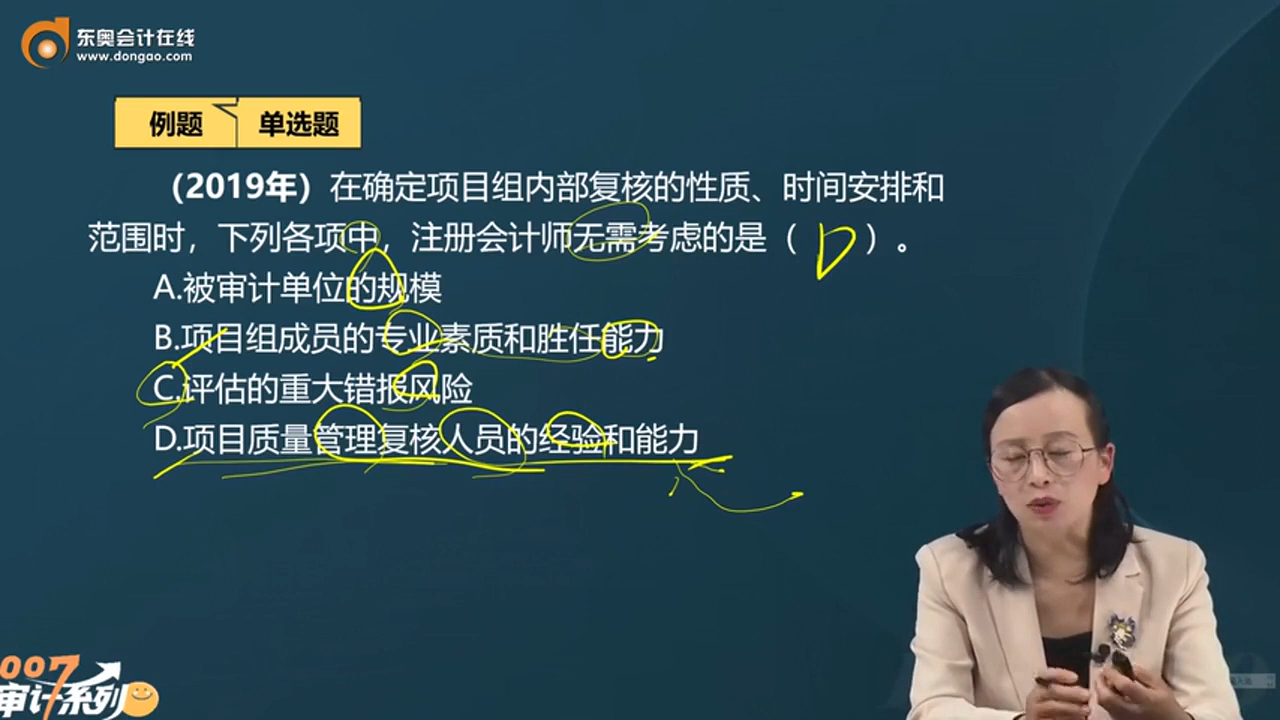 东奥会计在线
www.dongao.com
例题 单选题
（2019年）在确定项目组内部复核的性质、时间安排和
范围时，下列各项中，注册会计师无需考虑的是（ D ）。
A.被审计单位的规模
B.项目组成员的专业素质和胜任能力
C.评估的重大错报风险
D.项目质量管理复核人员的经验和能力
007
审计系列